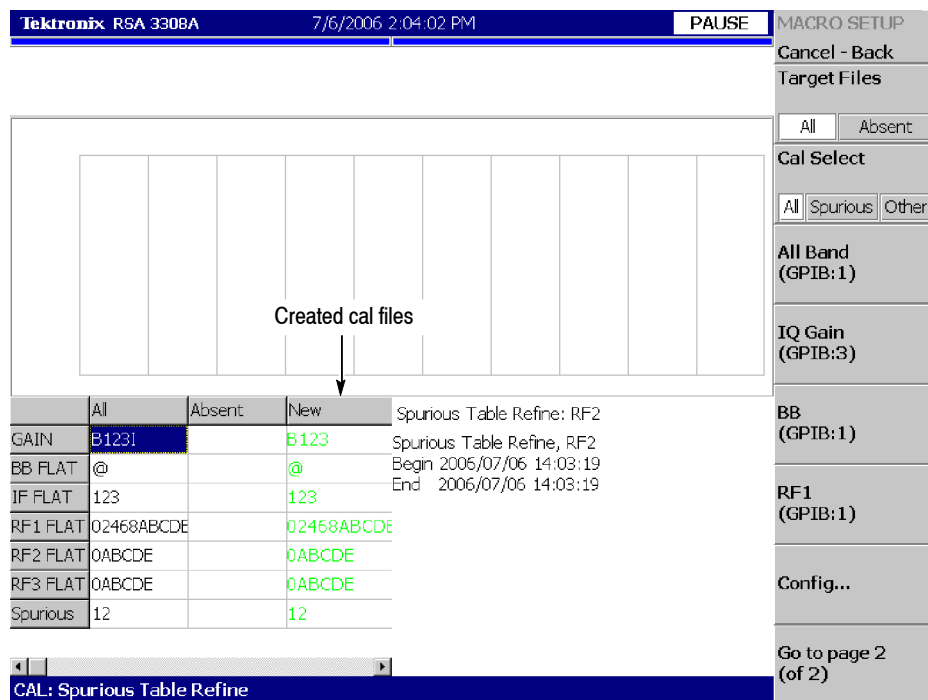 Tektronix RSA 3308A 7/6/2006 2:04:02 PM PAUSE
MACRO SETUP
Cancel - Back
Target Files
All Absent
Cal Select
All Spurious Other
All Band
(GPIB:1)
IQ Gain
(GPIB:3)
BB
(GPIB:1)
RF1
(GPIB:1)
Config...
Go to page 2
(of 2)
Created cal files
All Absent New
GAIN B123I B123
BB FLAT @ @
IF FLAT 123 123
RF1 FLAT 02468ABCDE 02468ABCDE
RF2 FLAT 0ABCDE 0ABCDE
RF3 FLAT 0ABCDE 0ABCDE
Spurious 12 12
Spurious Table Refine: RF2
Spurious Table Refine, RF2
Begin 2006/07/06 14:03:19
End 2006/07/06 14:03:19
CAL: Spurious Table Refine